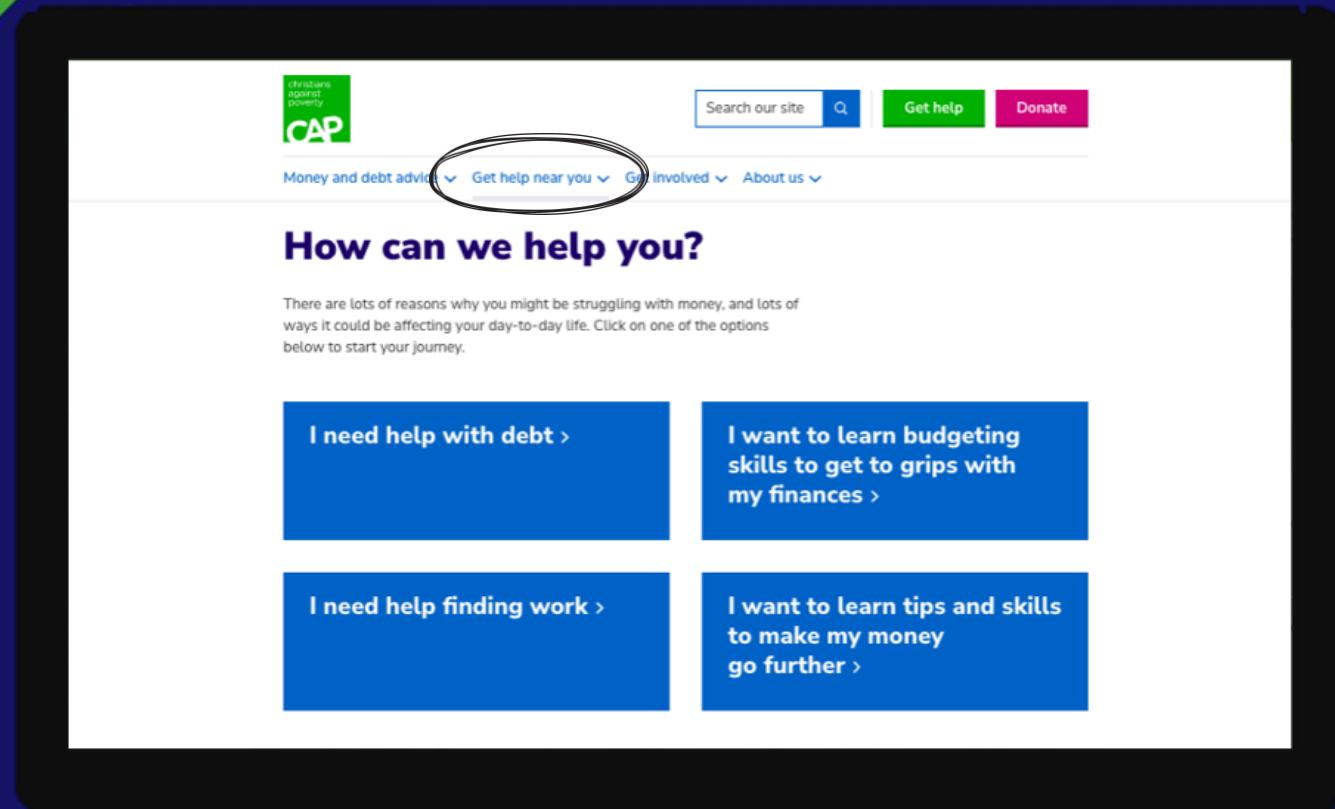 christians
against
poverty
CAP
Search our site
Get help
Donate
Money and debt advice
Get help near you
Get involved
About us
How can we help you?
There are lots of reasons why you might be struggling with money, and lots of
ways it could be affecting your day-to-day life. Click on one of the options
below to start your journey.
I need help with debt ›
I want to learn budgeting
skills to get to grips with
my finances ›
I need help finding work ›
I want to learn tips and skills
to make my money
go further ›